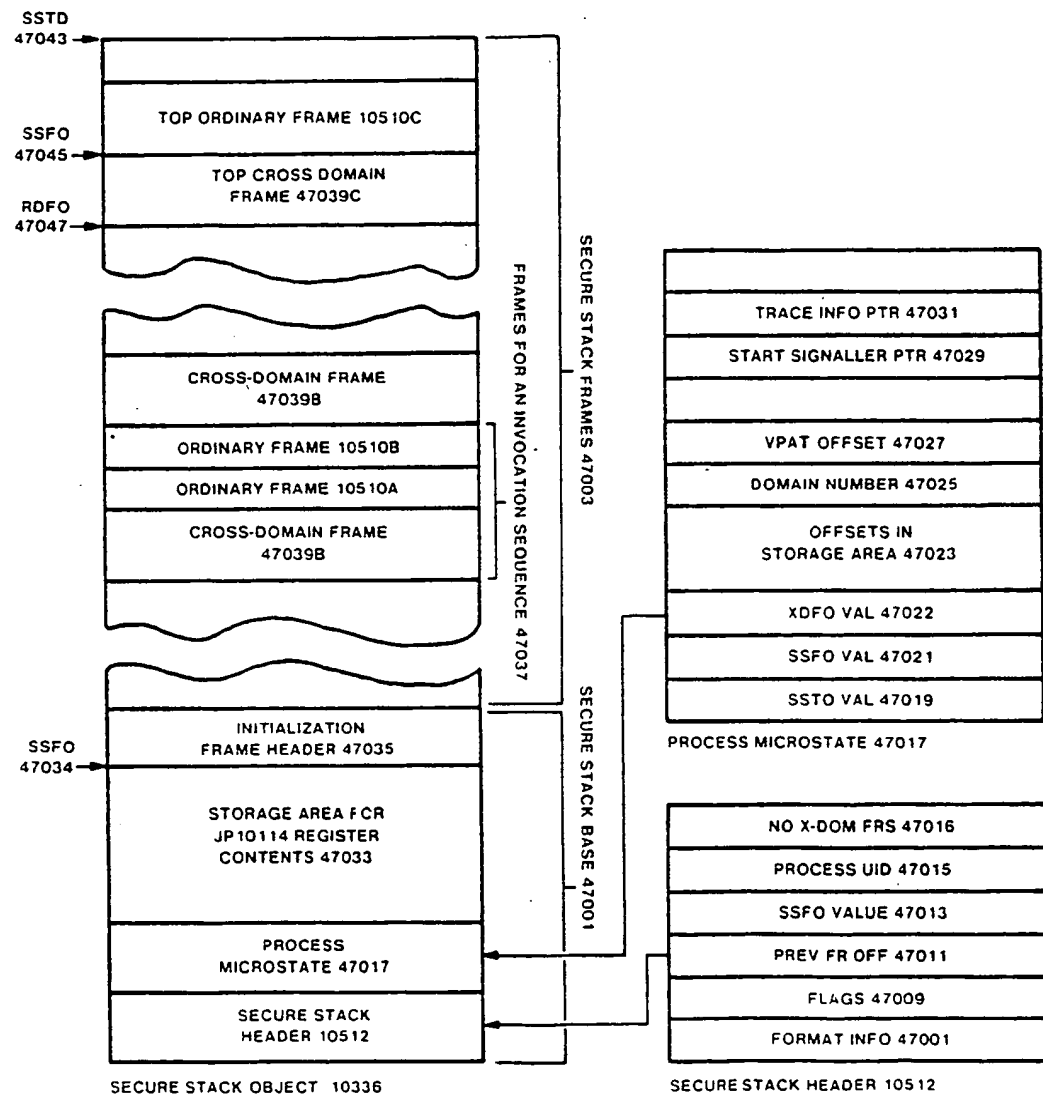 SSTD
47043
TOP ORDINARY FRAME 10510C
SSFO
47045
TOP CROSS DOMAIN
FRAME 47039C
RDFO
47047
CROSS-DOMAIN FRAME
47039B
ORDINARY FRAME 10510B
ORDINARY FRAME 10510A
CROSS-DOMAIN FRAME
47039B
FRAMES FOR AN INVOCATION SEQUENCE 47037
SECURE STACK FRAMES 47003
INITIALIZATION
FRAME HEADER 47035
SSFO
47034
STORAGE AREA FCR
JP10114 REGISTER
CONTENTS 47033
PROCESS
MICROSTATE 47017
SECURE STACK
HEADER 10512
SECURE STACK BASE 47001
SECURE STACK OBJECT 10336
TRACE INFO PTR 47031
START SIGNALLER PTR 47029
VPAT OFFSET 47027
DOMAIN NUMBER 47025
OFFSETS IN
STORAGE AREA 47023
XDFO VAL 47022
SSFO VAL 47021
SSTO VAL 47019
PROCESS MICROSTATE 47017
NO X-DOM FRS 47016
PROCESS UID 47015
SSFO VALUE 47013
PREV FR OFF 47011
FLAGS 47009
FORMAT INFO 47001
SECURE STACK HEADER 10512